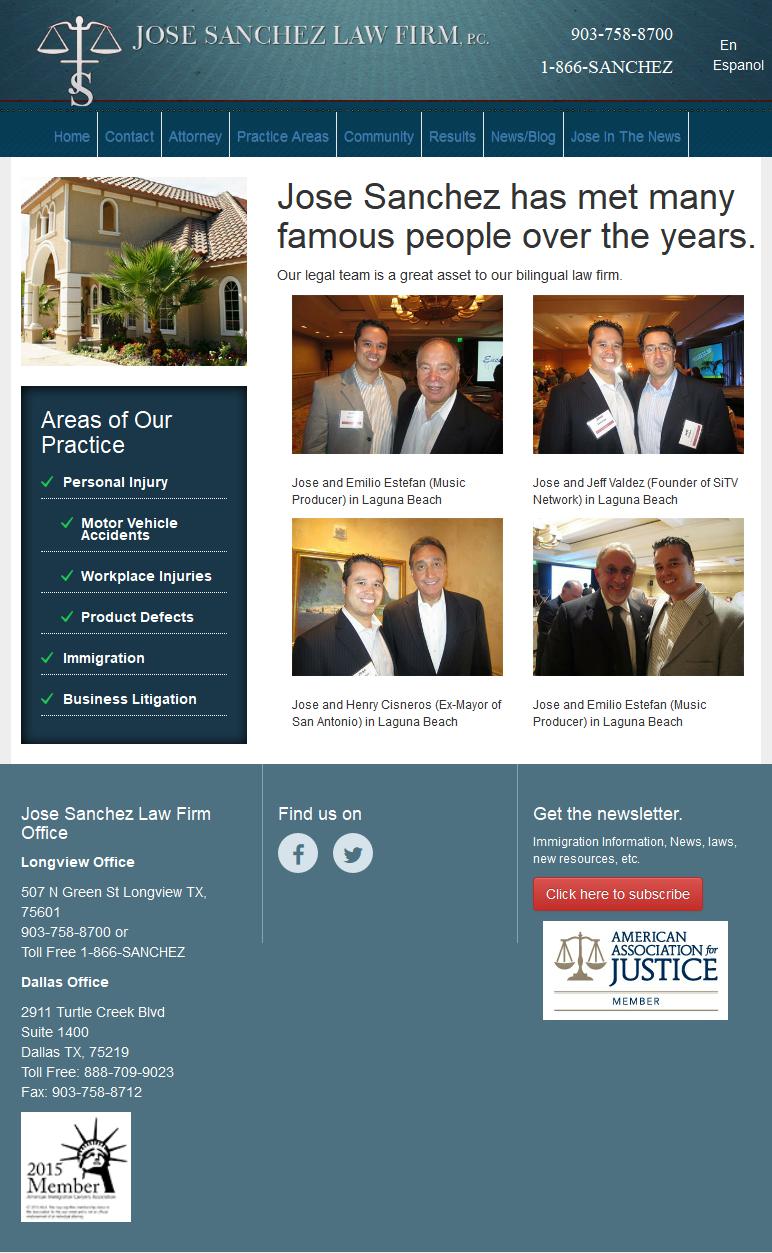 JOSE SANCHEZ LAW FIRM, P.C.
903-758-8700
1-866-SANCHEZ
En
Espanol
Home
Contact
Attorney
Practice Areas
Community
Results
News/Blog
Jose In The News
Jose Sanchez has met many
famous people over the years.
Our legal team is a great asset to our bilingual law firm.
Areas of Our
Practice
Personal Injury
Motor Vehicle
Accidents
Workplace Injuries
Product Defects
Immigration
Business Litigation
Jose and Emilio Estefan (Music
Producer) in Laguna Beach
Jose and Jeff Valdez (Founder of SiTV
Network) in Laguna Beach
Jose and Henry Cisneros (Ex-Mayor of
San Antonio) in Laguna Beach
Jose and Emilio Estefan (Music
Producer) in Laguna Beach
Jose Sanchez Law Firm
Office
Longview Office
507 N Green St Longview TX,
75601
903-758-8700 or
Toll Free 1-866-SANCHEZ
Dallas Office
2911 Turtle Creek Blvd
Suite 1400
Dallas TX, 75219
Toll Free: 888-709-9023
Fax: 903-758-8712
2015
Member
American Immigration Lawyers Association
Find us on
Get the newsletter.
Immigration Information, News, laws,
new resources, etc.
Click here to subscribe
AMERICAN
ASSOCIATION for
JUSTICE
MEMBER